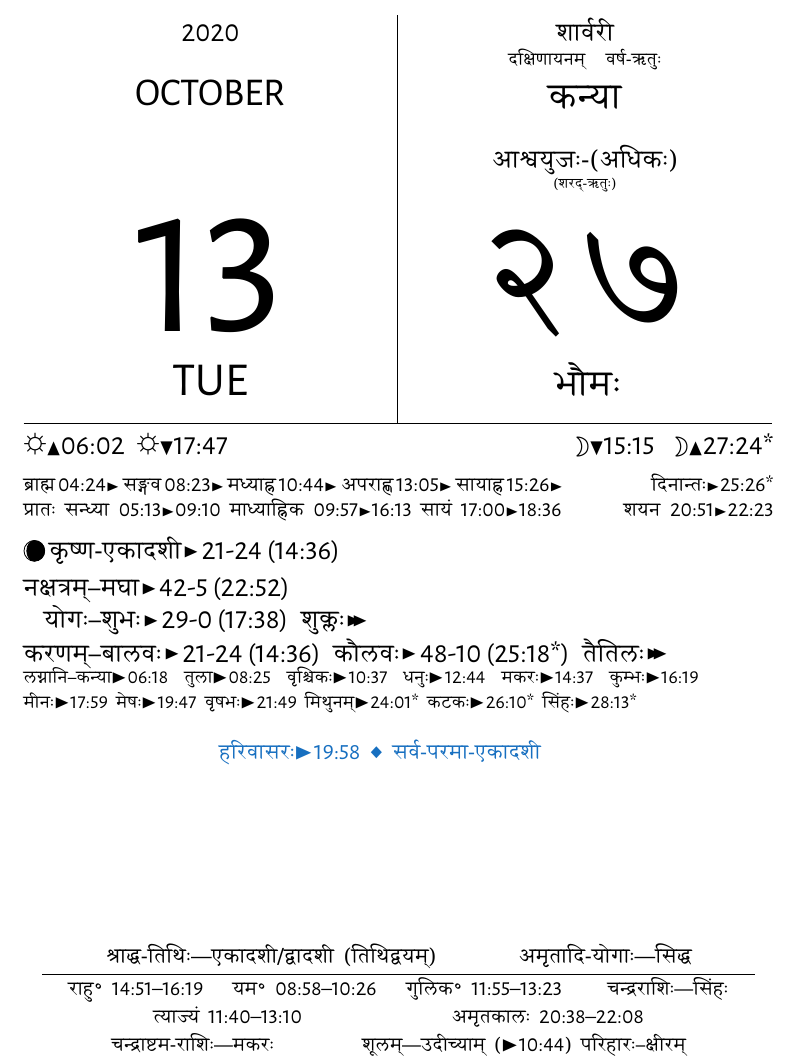 2020
OCTOBER
13
TUE
शार्वरी
दक्षिणायनम् वर्ष-ऋतुः
कन्या
आश्वयुजः-(अधिकः)
(शरद्-ऋतुः)
२७
भौमः
☼▲06:02 ☼▼17:47 ☽▼15:15 ☽▲27:24*
ब्राह्म 04:24► सङ्गव 08:23► मध्याह्न 10:44► अपराह्ण 13:05► सायाह्न 15:26► दिनान्तः►25:26*
प्रातः सन्ध्या 05:13►09:10 माध्याह्निक 09:57►16:13 सायं 17:00►18:36 शयन 20:51►22:23
कृष्ण-एकादशी►21-24 (14:36)
नक्षत्रम्–मघा►42-5 (22:52)
योगः–शुभः►29-0 (17:38) शुक्लः►►
करणम्–बालवः►21-24 (14:36) कौलवः►48-10 (25:18*) तैतिलः►►
लग्नानि–कन्या►06:18 तुला►08:25 वृश्चिकः►10:37 धनुः►12:44 मकरः►14:37 कुम्भः►16:19
मीनः►17:59 मेषः►19:47 वृषभः►21:49 मिथुनम्►24:01* कटकः►26:10* सिंहः►28:13*
हरिवासरः►19:58 ◆ सर्व-परमा-एकादशी
श्राद्ध-तिथिः—एकादशी/द्वादशी (तिथिद्वयम्) अमृतादि-योगाः—सिद्ध
राहु° 14:51–16:19 यम° 08:58–10:26 गुलिक° 11:55–13:23 चन्द्रराशिः—सिंहः
त्याज्यं 11:40–13:10 अमृतकालः 20:38–22:08
चन्द्राष्टम-राशिः—मकरः शूलम्—उदीच्याम् (►10:44) परिहारः–क्षीरम्